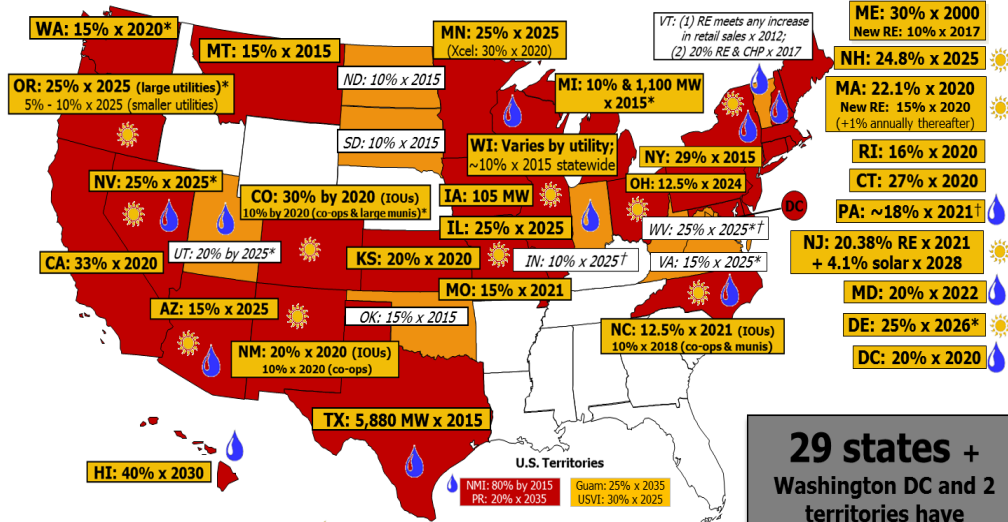 WA: 15% x 2020*
MT: 15% x 2015
MN: 25% x 2025
(Xcel: 30% x 2020)
VT: (1) RE meets any increase
in retail sales x 2012;
(2) 20% RE & CHP x 2017
ME: 30% x 2000
New RE: 10% x 2017
ND: 10% x 2015
NH: 24.8% x 2025
OR: 25% x 2025 (large utilities)*
5% - 10% x 2025 (smaller utilities)
MI: 10% & 1,100 MW
x 2015*
MA: 22.1% x 2020
New RE: 15% x 2020
(+1% annually thereafter)
SD: 10% x 2015
WI: Varies by utility;
~10% x 2015 statewide
NY: 29% x 2015
RI: 16% x 2020
NV: 25% x 2025*
CO: 30% by 2020 (IOUs)
10% by 2020 (co-ops & large munis)*
IA: 105 MW
OH: 12.5% x 2024
CT: 27% x 2020
DC
PA: ~18% x 2021†
IL: 25% x 2025
WV: 25% x 2025*†
UT: 20% by 2025*
CA: 33% x 2020
KS: 20% x 2020
IN: 10% x 2025†
VA: 15% x 2025*
NJ: 20.38% RE x 2021
+ 4.1% solar x 2028
MO: 15% x 2021
MD: 20% x 2022
AZ: 15% x 2025
OK: 15% x 2015
DE: 25% x 2026*
NC: 12.5% x 2021 (IOUs)
10% x 2018 (co-ops & munis)
NM: 20% x 2020 (IOUs)
10% x 2020 (co-ops)
DC: 20% x 2020
TX: 5,880 MW x 2015
HI: 40% x 2030
U.S. Territories
NMI: 80% by 2015
PR: 20% x 2035
Guam: 25% x 2035
USVI: 30% x 2025
29 states +
Washington DC and 2
territories have